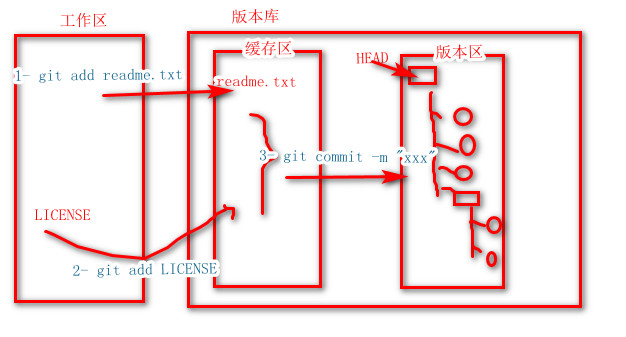 工作区
版本库
缓存区
版本区
HEAD
1- git add readme.txt
readme.txt
3- git commit -m "xxx"
LICENSE
2- git add LICENSE